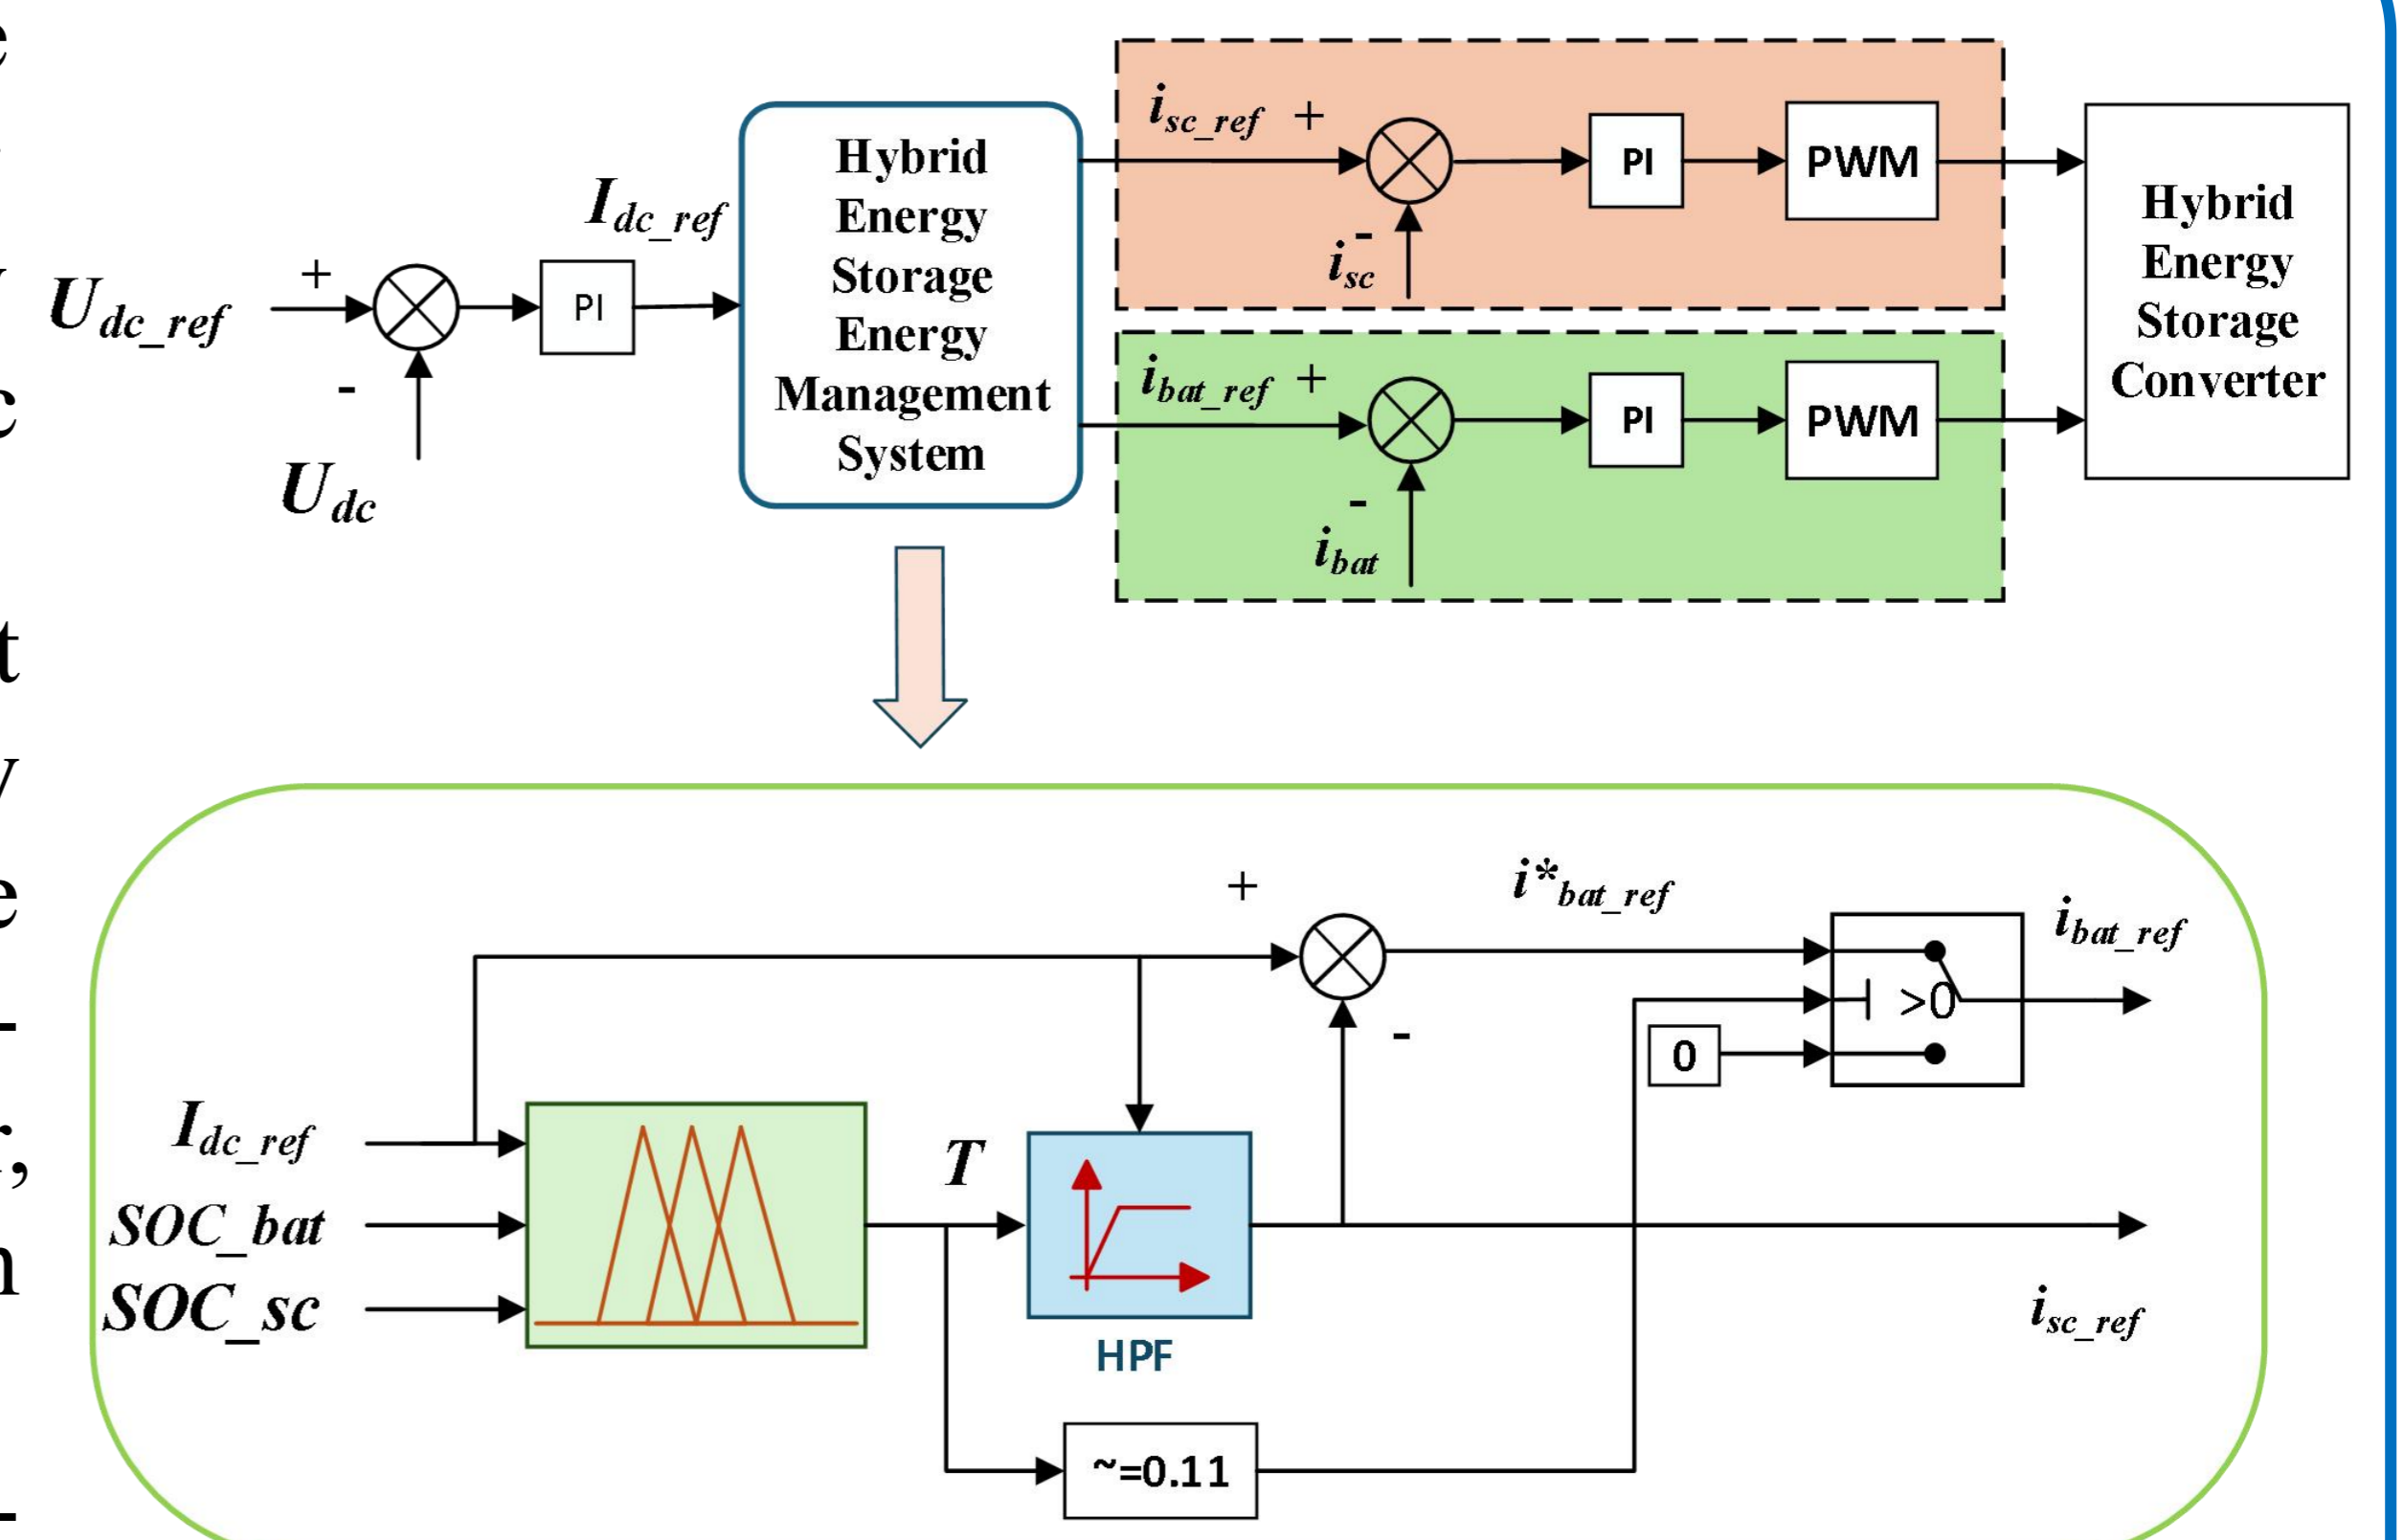 U_dc_ref
+
-
U_dc
PI
I_dc_ref
Hybrid
Energy
Storage
Energy
Management
System
i_sc_ref +
-
i_sc
PI
PWM
i_bat_ref +
-
i_bat
PI
PWM
Hybrid
Energy
Storage
Converter
+
-
i*_bat_ref
>0
0
i_bat_ref
I_dc_ref
SOC_bat
SOC_sc
T
HPF
i_sc_ref
~=0.11